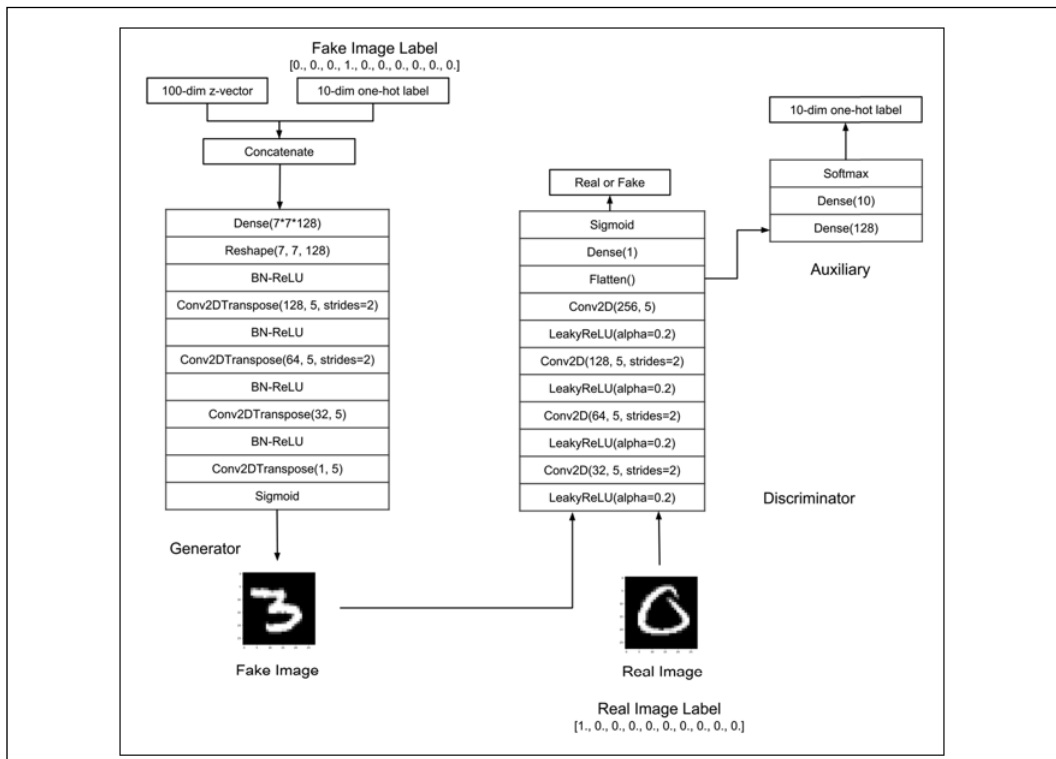 Fake Image Label
[0., 0., 0., 1., 0., 0., 0., 0., 0., 0.]
100-dim z-vector
10-dim one-hot label
Concatenate
Dense(7*7*128)
Reshape(7, 7, 128)
BN-ReLU
Conv2DTranspose(128, 5, strides=2)
BN-ReLU
Conv2DTranspose(64, 5, strides=2)
BN-ReLU
Conv2DTranspose(32, 5)
BN-ReLU
Conv2DTranspose(1, 5)
Sigmoid
Generator
Fake Image
Real or Fake
Sigmoid
Dense(1)
Flatten()
Conv2D(256, 5)
LeakyReLU(alpha=0.2)
Conv2D(128, 5, strides=2)
LeakyReLU(alpha=0.2)
Conv2D(64, 5, strides=2)
LeakyReLU(alpha=0.2)
Conv2D(32, 5, strides=2)
LeakyReLU(alpha=0.2)
Discriminator
Real Image
Real Image Label
[1., 0., 0., 0., 0., 0., 0., 0., 0., 0.]
10-dim one-hot label
Softmax
Dense(10)
Dense(128)
Auxiliary